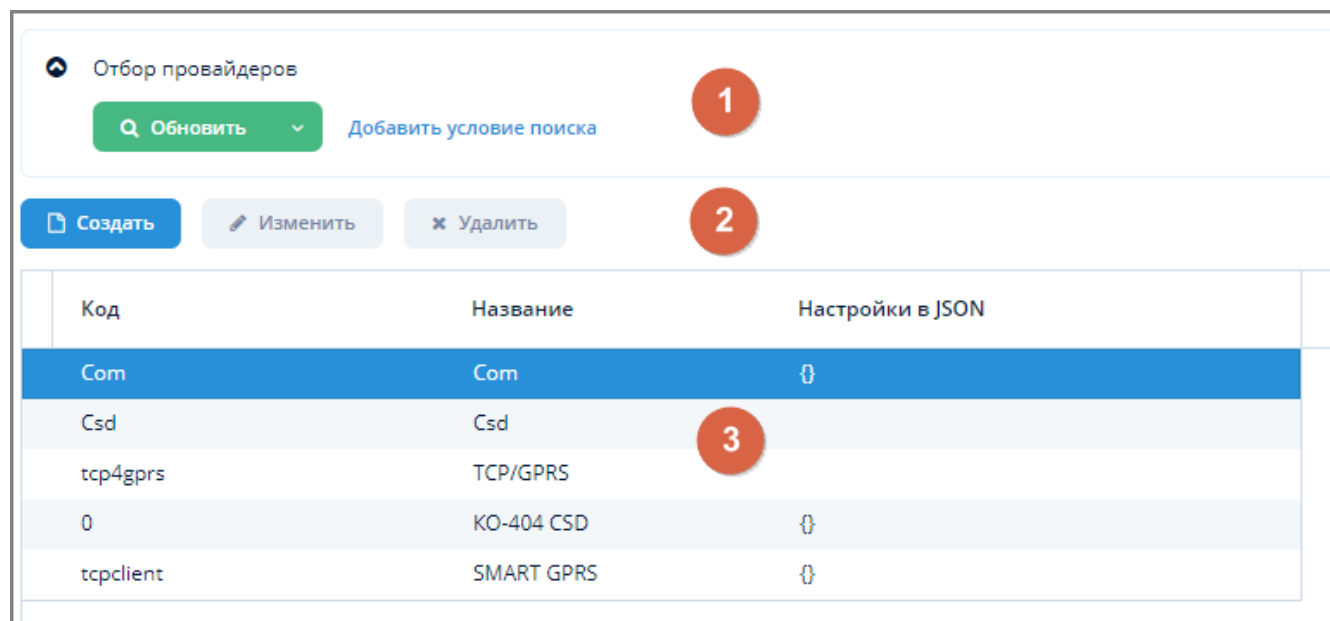 Отбор провайдеров
1
Обновить Добавить условие поиска
Создать Изменить Удалить 2
Код Название Настройки в JSON
Com Com {}
Csd Csd
3
tcp4gprs TCP/GPRS
0 КО-404 CSD {}
tcpclient SMART GPRS {}